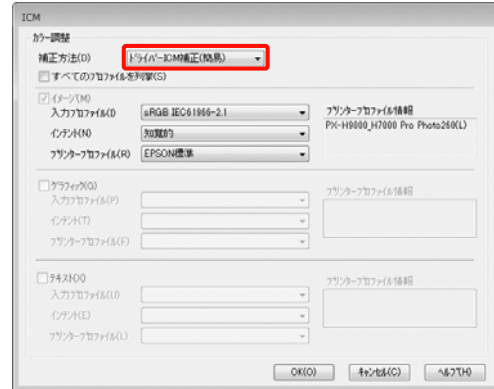 ICM
カラー調整
補正方法(D) ドライバーICM補正(簡易)
すべてのプロファイルを列挙(S)
イメージ(M)
入力プロファイル(I) sRGB IEC61966-2.1 プリンタープロファイル情報
インテント(N) 知覚的 PX-H9000_H7000 Pro Photo260(L)
プリンタープロファイル(R) EPSON標準
グラフィック(G)
入力プロファイル(P) プリンタープロファイル情報
インテント(T)
プリンタープロファイル(F)
テキスト(X)
入力プロファイル(U) プリンタープロファイル情報
インテント(E)
プリンタープロファイル(L)
OK(O) キャンセル(C) ヘルプ(H)